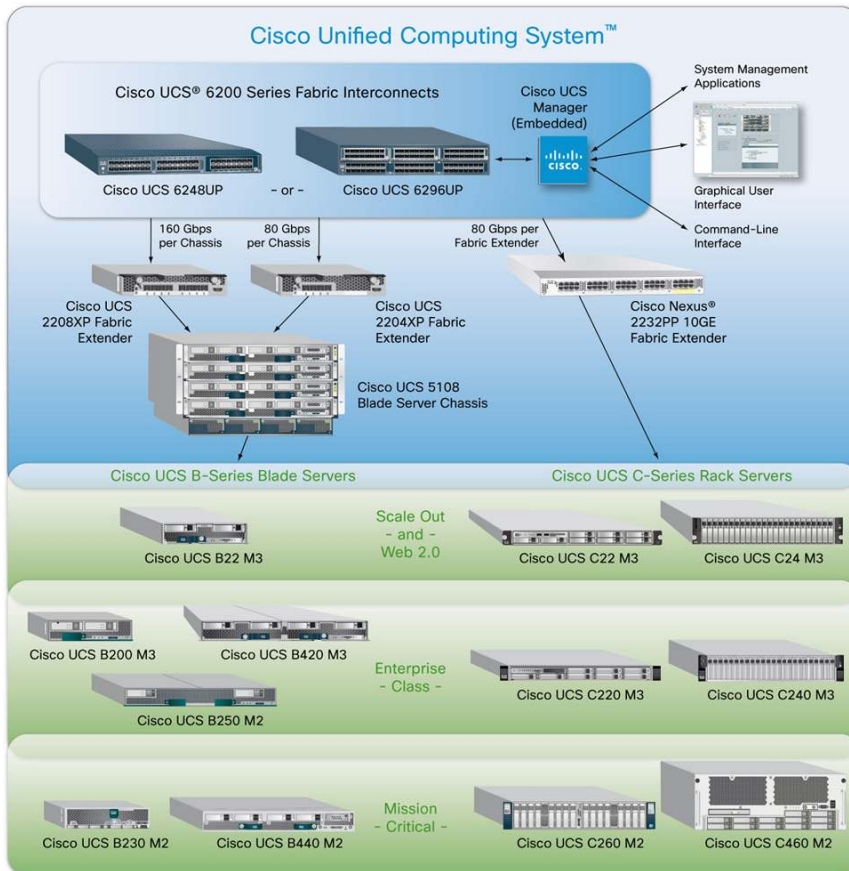 Cisco Unified Computing System™
Cisco UCS® 6200 Series Fabric Interconnects
Cisco UCS 6248UP
- or -
Cisco UCS 6296UP
Cisco UCS
Manager
(Embedded)
CISCO.
System Management
Applications
Graphical User
Interface
Command-Line
Interface
160 Gbps
per Chassis
80 Gbps
per Chassis
80 Gbps per
Fabric Extender
Cisco UCS
2208XP Fabric
Extender
Cisco UCS
2204XP Fabric
Extender
Cisco Nexus®
2232PP 10GE
Fabric Extender
Cisco UCS 5108
Blade Server Chassis
Cisco UCS B-Series Blade Servers
Cisco UCS C-Series Rack Servers
Cisco UCS B22 M3
Scale Out
- and -
Web 2.0
Cisco UCS C22 M3
Cisco UCS C24 M3
Cisco UCS B200 M3
Cisco UCS B420 M3
Cisco UCS B250 M2
Enterprise
- Class -
Cisco UCS C220 M3
Cisco UCS C240 M3
Cisco UCS B230 M2
Cisco UCS B440 M2
Mission
- Critical -
Cisco UCS C260 M2
Cisco UCS C460 M2